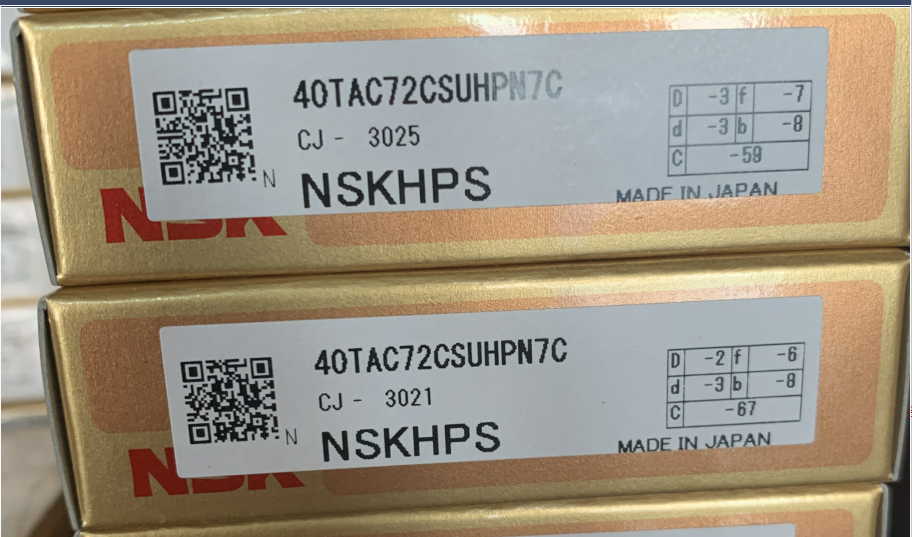 40TAC72CSUHPN7C
CJ - 3025
N
NSKHPS
D -3 f -7
d -3 b -8
C -59
MADE IN JAPAN
NSK
40TAC72CSUHPN7C
CJ - 3021
N
NSKHPS
D -2 f -6
d -3 b -8
C -67
MADE IN JAPAN
NSK